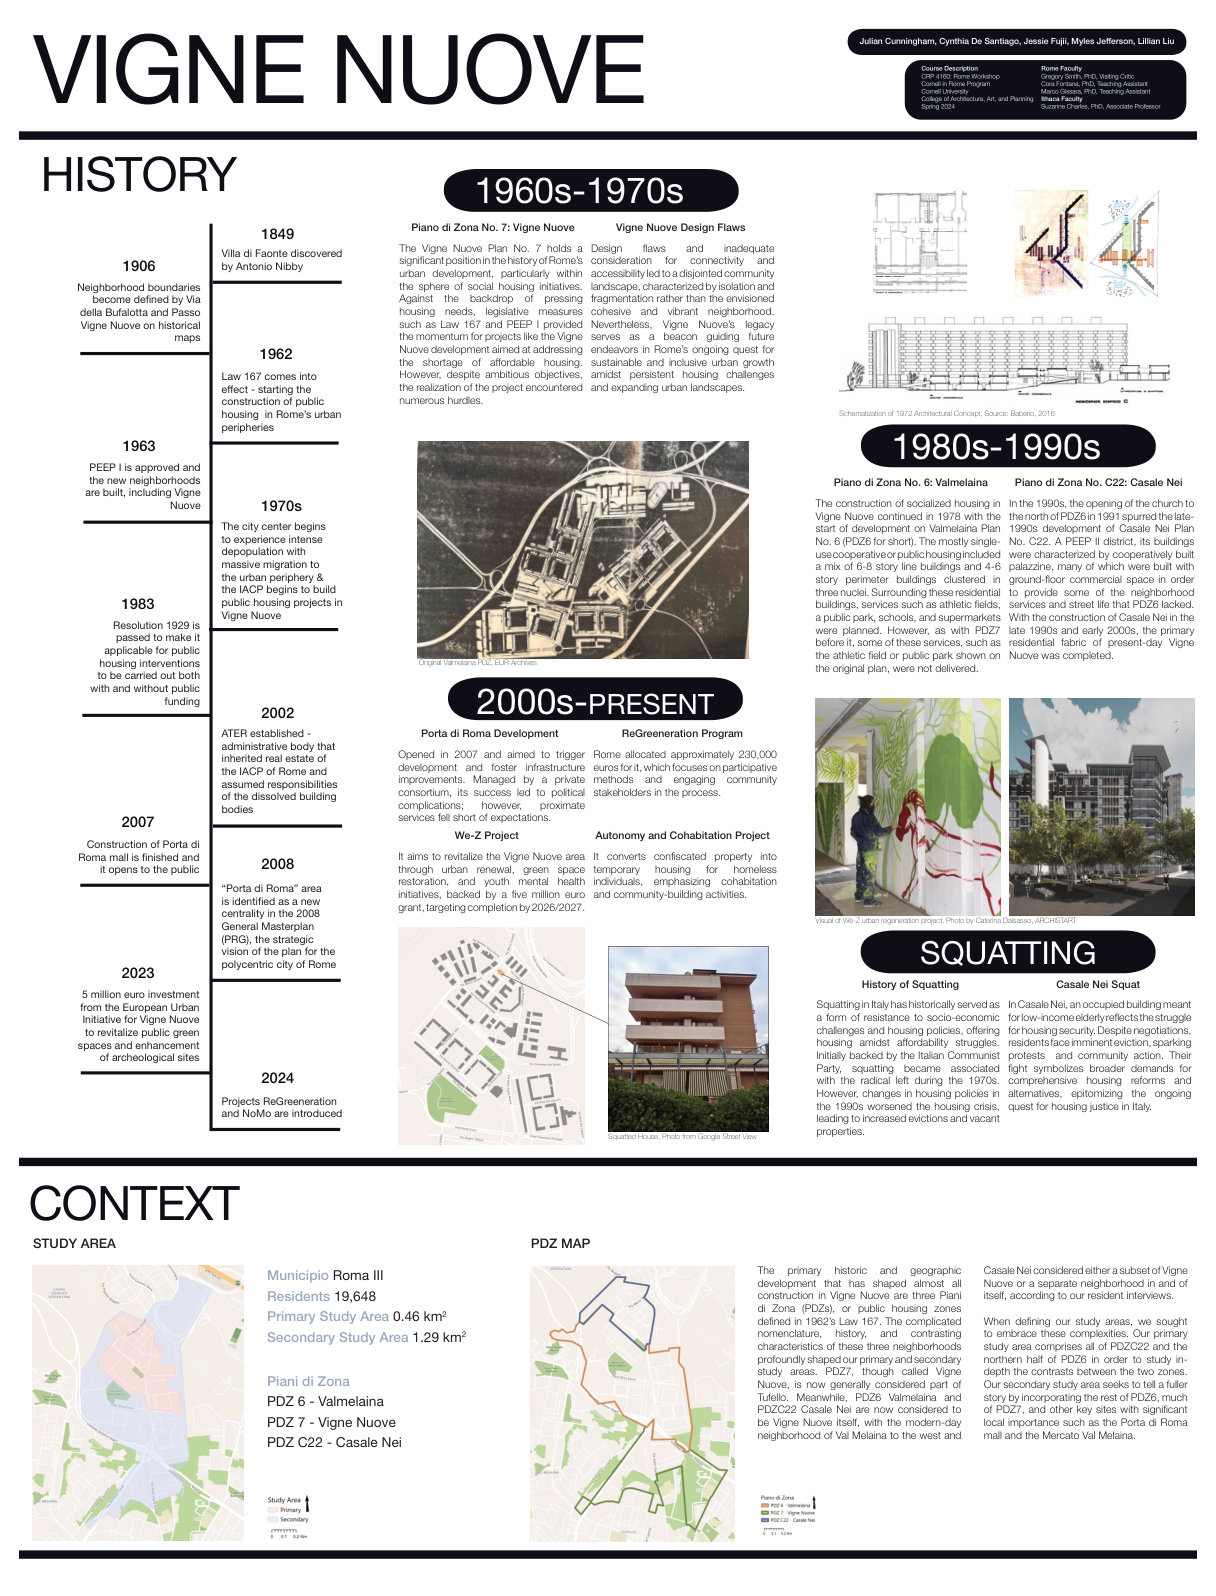 VIGNE NUOVE
Julian Cunningham, Cynthia De Santiago, Jessie Fujii, Myles Jefferson, Lillian Liu
Course Description
CRP 4160: Rome Workshop
Cornell in Rome Program
Cornell University
College of Architecture, Art, and Planning
Spring 2024
Rome Faculty
Gregory Smith, PhD, Visiting Critic
Cora Fontana, PhD, Teaching Assistant
Marco Gissara, PhD, Teaching Assistant
Ithaca Faculty
Suzanne Charles, PhD, Associate Professor
HISTORY
1849
Villa di Faonte discovered
by Antonio Nibby
1906
Neighborhood boundaries
become defined by Via
della Bufalotta and Passo
Vigne Nuove on historical
maps
1962
Law 167 comes into
effect - starting the
construction of public
housing in Rome's urban
peripheries
1963
PEEP I is approved and
the new neighborhoods
are built, including Vigne
Nuove
1970s
The city center begins
to experience intense
depopulation with
massive migration to
the urban periphery &
the IACP begins to build
public housing projects in
Vigne Nuove
1983
Resolution 1929 is
passed to make it
applicable for public
housing interventions
to be carried out both
with and without public
funding
2002
ATER established -
administrative body that
inherited real estate of
the IACP of Rome and
assumed responsibilities
of the dissolved building
bodies
2007
Construction of Porta di
Roma mall is finished and
it opens to the public
2008
“Porta di Roma” area
is identified as a new
centrality in the 2008
General Masterplan
(PRG), the strategic
vision of the plan for the
polycentric city of Rome
2023
5 million euro investment
from the European Urban
Initiative for Vigne Nuove
to revitalize public green
spaces and enhancement
of archeological sites
2024
Projects ReGreeneration
and NoMo are introduced
1960s-1970s
Piano di Zona No. 7: Vigne Nuove
The Vigne Nuove Plan No. 7 holds a
significant position in the history of Rome's
urban development, particularly within
the sphere of social housing initiatives.
Against the backdrop of pressing
housing needs, legislative measures
such as Law 167 and PEEP I provided
the momentum for projects like the Vigne
Nuove development aimed at addressing
the shortage of affordable housing.
However, despite ambitious objectives,
the realization of the project encountered
numerous hurdles.
Vigne Nuove Design Flaws
Design flaws and inadequate
consideration for connectivity and
accessibility led to a disjointed community
landscape, characterized by isolation and
fragmentation rather than the envisioned
cohesive and vibrant neighborhood.
Nevertheless, Vigne Nuove's legacy
serves as a beacon guiding future
endeavors in Rome's ongoing quest for
sustainable and inclusive urban growth
amidst persistent housing challenges
and expanding urban landscapes.
Original Valmelaina PDZ, EUR Archives
2000s-PRESENT
Porta di Roma Development
Opened in 2007 and aimed to trigger
development and foster infrastructure
improvements. Managed by a private
consortium, its success led to political
complications; however, proximate
services fell short of expectations.
ReGreeneration Program
Rome allocated approximately 230,000
euros for it, which focuses on participative
methods and engaging community
stakeholders in the process.
We-Z Project
It aims to revitalize the Vigne Nuove area
through urban renewal, green space
restoration, and youth mental health
initiatives, backed by a five million euro
grant, targeting completion by 2026/2027.
Autonomy and Cohabitation Project
It converts confiscated property into
temporary housing for homeless
individuals, emphasizing cohabitation
and community-building activities.
Squatted House, Photo from Google Street View
RESIDENZE EDIFICIO C
Schematization of 1972 Architectural Concept, Source: Baberio, 2016
1980s-1990s
Piano di Zona No. 6: Valmelaina
The construction of socialized housing in
Vigne Nuove continued in 1978 with the
start of development on Valmelaina Plan
No. 6 (PDZ6 for short). The mostly single-
use cooperative or public housing included
a mix of 6-8 story line buildings and 4-6
story perimeter buildings clustered in
three nuclei. Surrounding these residential
buildings, services such as athletic fields,
a public park, schools, and supermarkets
were planned. However, as with PDZ7
before it, some of these services, such as
the athletic field or public park shown on
the original plan, were not delivered.
Piano di Zona No. C22: Casale Nei
In the 1990s, the opening of the church to
the north of PDZ6 in 1991 spurred the late-
1990s development of Casale Nei Plan
No. C22. A PEEP II district, its buildings
were characterized by cooperatively built
palazzine, many of which were built with
ground-floor commercial space in order
to provide some of the neighborhood
services and street life that PDZ6 lacked.
With the construction of Casale Nei in the
late 1990s and early 2000s, the primary
residential fabric of present-day Vigne
Nuove was completed.
Visual of We-Z urban regeneration project, Photo by Caterina Dalsasso, ARCHISTART
SQUATTING
History of Squatting
Squatting in Italy has historically served as
a form of resistance to socio-economic
challenges and housing policies, offering
housing amidst affordability struggles.
Initially backed by the Italian Communist
Party, squatting became associated
with the radical left during the 1970s.
However, changes in housing policies in
the 1990s worsened the housing crisis,
leading to increased evictions and vacant
properties.
Casale Nei Squat
In Casale Nei, an occupied building meant
for low-income elderly reflects the struggle
for housing security. Despite negotiations,
residents face imminent eviction, sparking
protests and community action. Their
fight symbolizes broader demands for
comprehensive housing reforms and
alternatives, epitomizing the ongoing
quest for housing justice in Italy.
CONTEXT
STUDY AREA
Municipio Roma III
Residents 19,648
Primary Study Area 0.46 km²
Secondary Study Area 1.29 km²
Piani di Zona
PDZ 6 - Valmelaina
PDZ 7 - Vigne Nuove
PDZ C22 - Casale Nei
Study Area
Primary
Secondary
0 0.1 0.2 Km
PDZ MAP
Piano di Zona
PDZ 6 - Valmelaina
PDZ 7 - Vigne Nuove
PDZ C22 - Casale Nei
0 0.1 0.2 Km
The primary historic and geographic
development that has shaped almost all
construction in Vigne Nuove are three Piani
di Zona (PDZs), or public housing zones
defined in 1962's Law 167. The complicated
nomenclature, history, and contrasting
characteristics of these three neighborhoods
profoundly shaped our primary and secondary
study areas. PDZ7, though called Vigne
Nuove, is now generally considered part of
Tufello. Meanwhile, PDZ6 Valmelaina and
PDZC22 Casale Nei are now considered to
be Vigne Nuove itself, with the modern-day
neighborhood of Val Melaina to the west and
Casale Nei considered either a subset of Vigne
Nuove or a separate neighborhood in and of
itself, according to our resident interviews.
When defining our study areas, we sought
to embrace these complexities. Our primary
study area comprises all of PDZC22 and the
northern half of PDZ6 in order to study in-
depth the contrasts between the two zones.
Our secondary study area seeks to tell a fuller
story by incorporating the rest of PDZ6, much
of PDZ7, and other key sites with significant
local importance such as the Porta di Roma
mall and the Mercato Val Melaina.